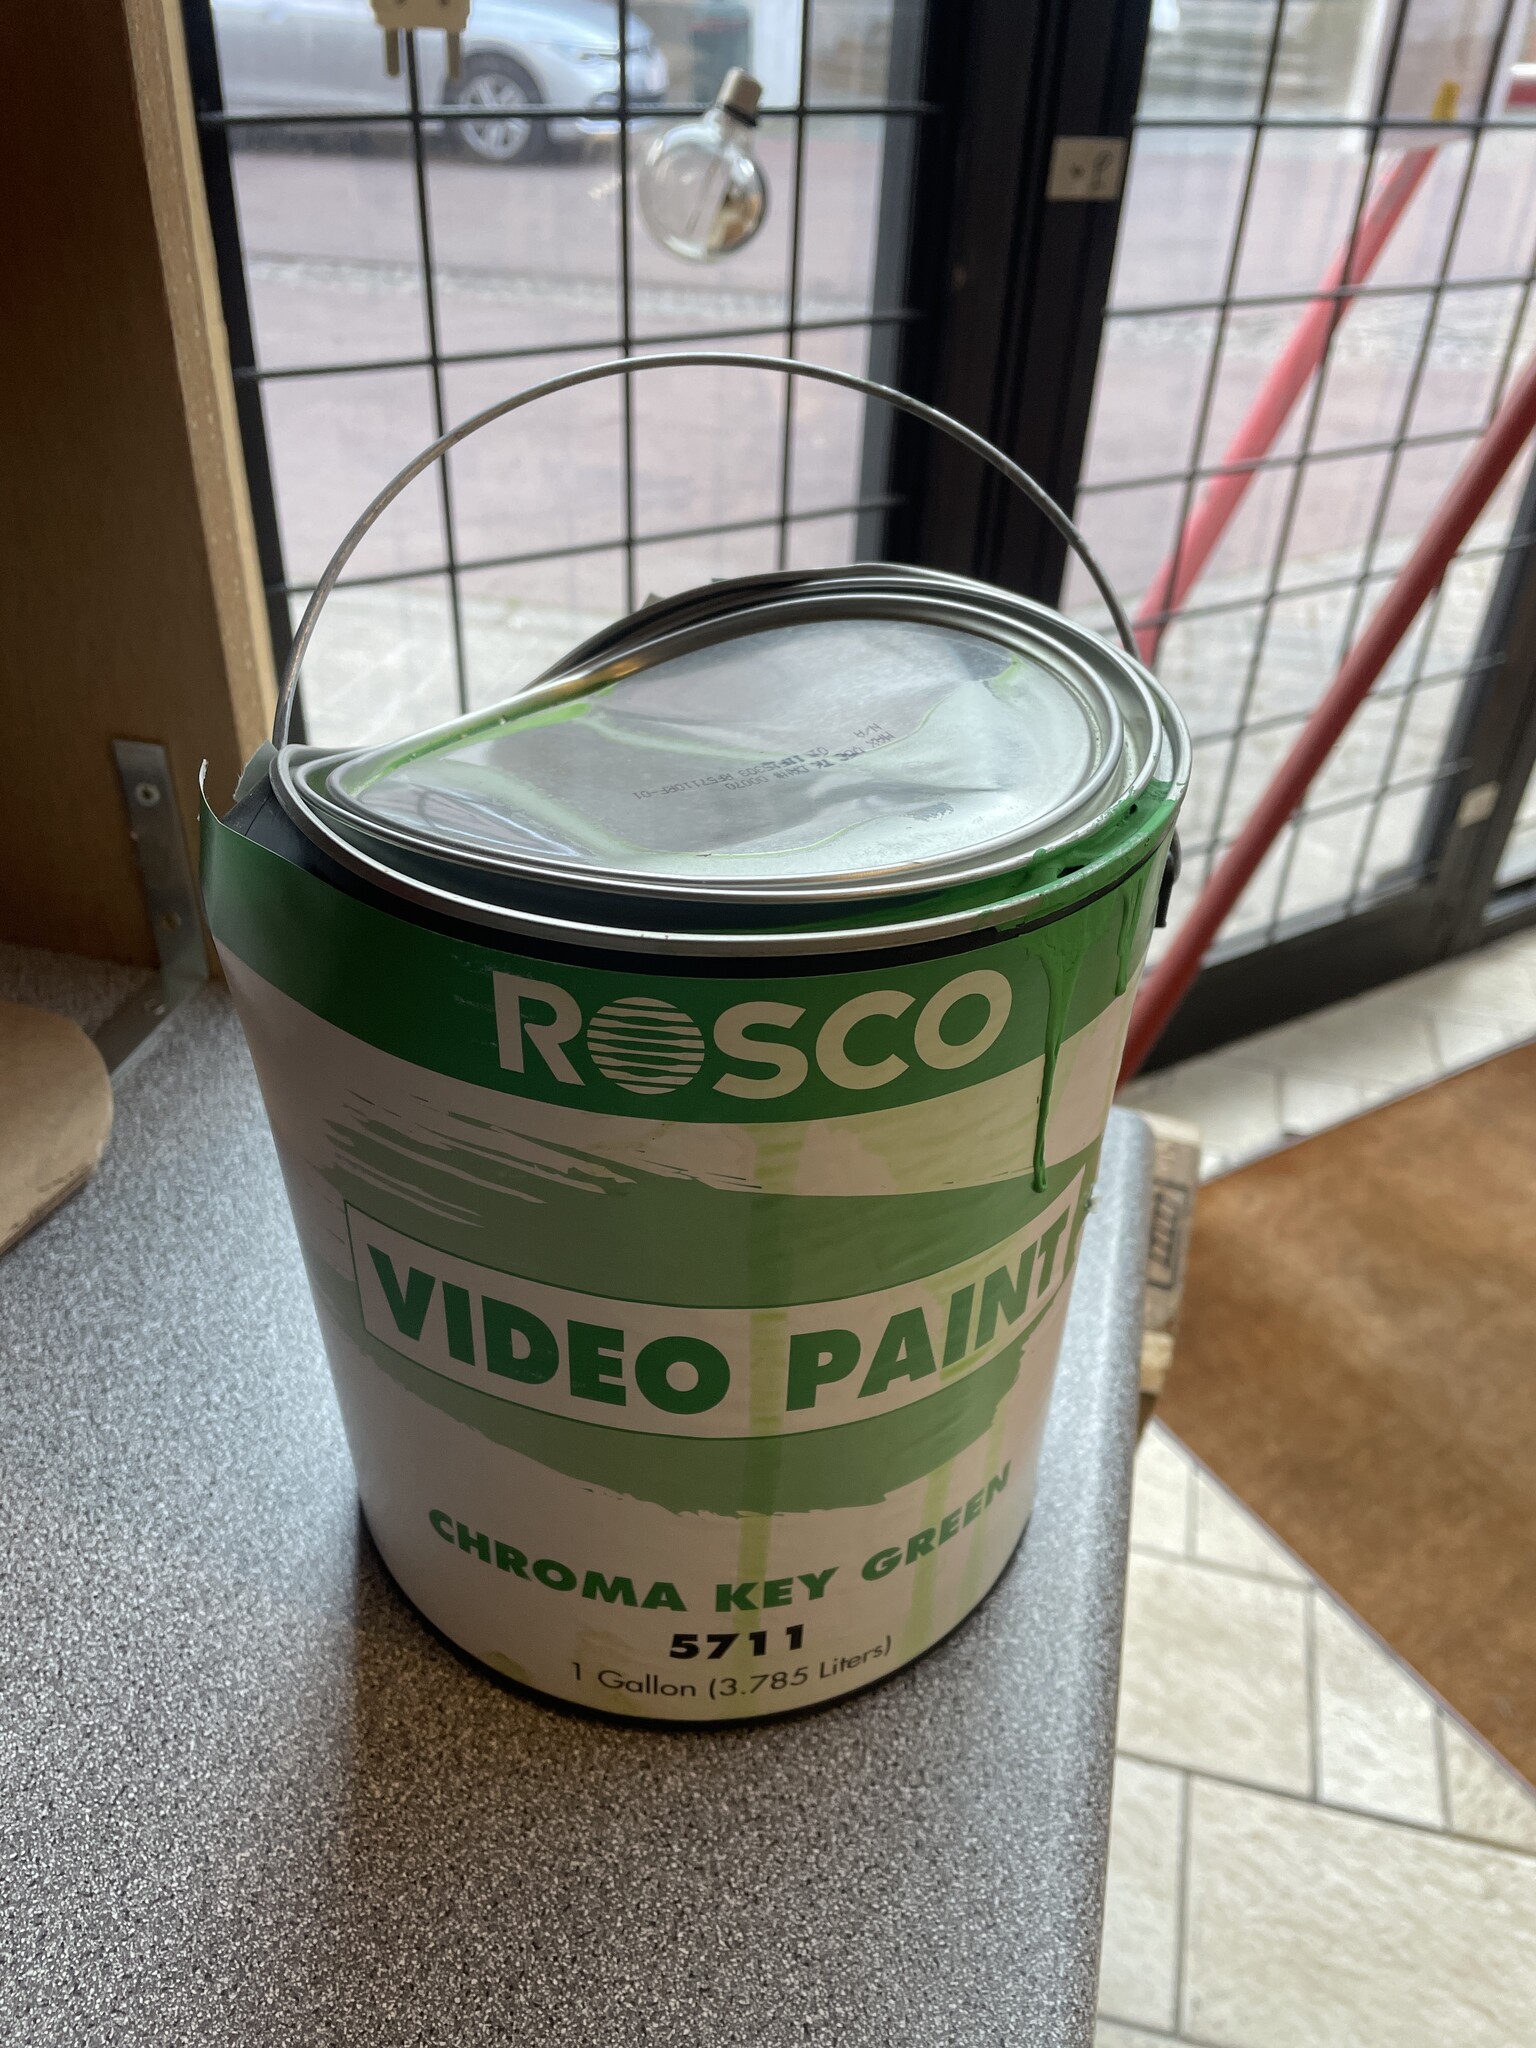 ROSCO
VIDEO PAINT
CHROMA KEY GREEN
5711
1 Gallon (3.785 Liters)